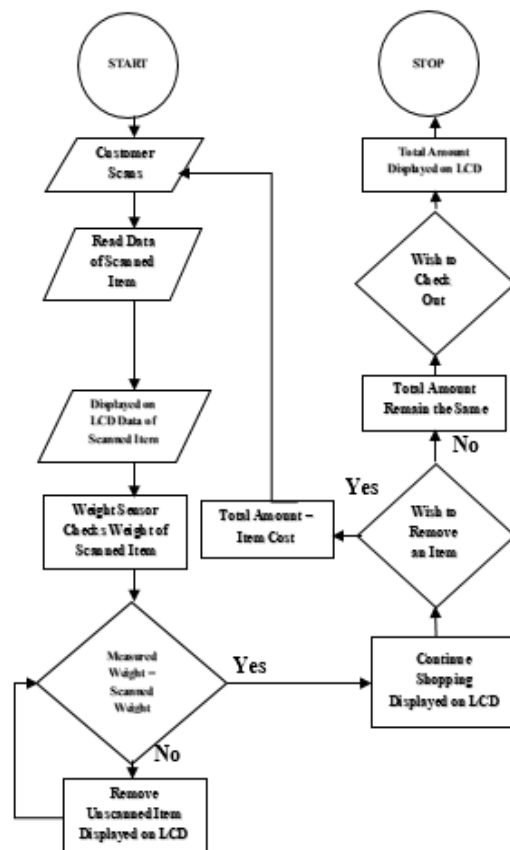 START
Customer
Scans
Read Data
of Scanned
Item
Displayed on
LCD Data of
Scanned Item
Weight Sensor
Checks Weight of
Scanned Item
Measured
Weight –
Scanned
Weight
Yes
No
Remove
Unscanned Item
Displayed on LCD
Continue
Shopping
Displayed on LCD
Wish to
Remove
an Item
Yes
Total Amount –
Item Cost
No
Total Amount
Remain the Same
Wish to
Check
Out
Total Amount
Displayed on LCD
STOP